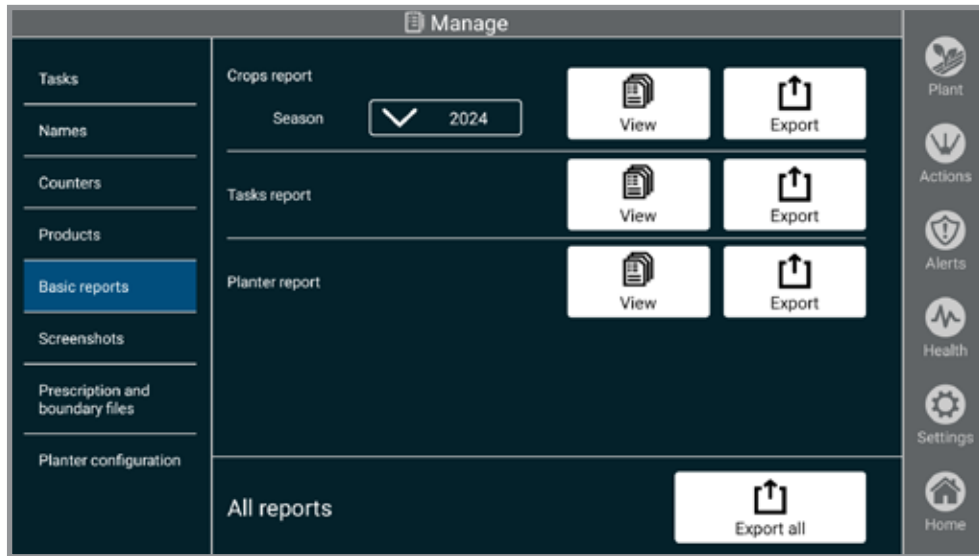 Manage
Tasks
Names
Counters
Products
Basic reports
Screenshots
Prescription and
boundary files
Planter configuration
Crops report
Season
2024
View
Export
Tasks report
View
Export
Planter report
View
Export
All reports
Export all
Plant
Actions
Alerts
Health
Settings
Home